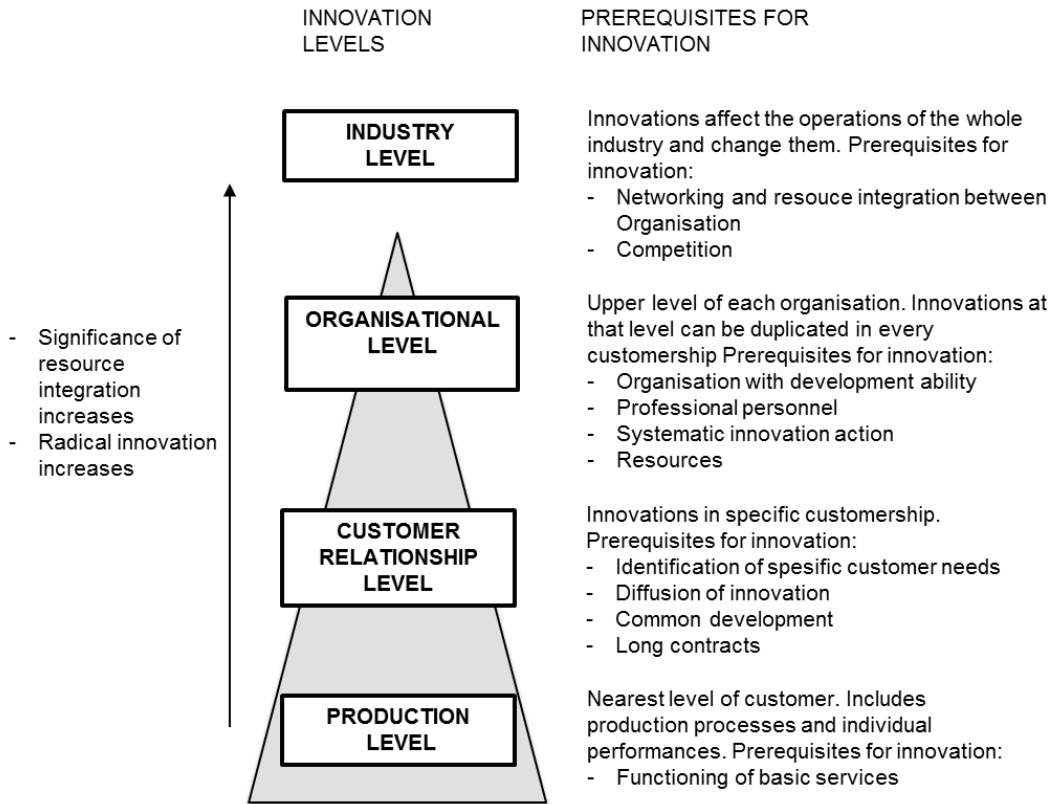 INNOVATION
LEVELS
PREREQUISITES FOR
INNOVATION
INDUSTRY
LEVEL
Innovations affect the operations of the whole
industry and change them. Prerequisites for
innovation:
- Networking and resouce integration between
Organisation
- Competition
ORGANISATIONAL
LEVEL
Upper level of each organisation. Innovations at
that level can be duplicated in every
customership Prerequisites for innovation:
- Organisation with development ability
- Professional personnel
- Systematic innovation action
- Resources
- Significance of
resource
integration
increases
- Radical innovation
increases
CUSTOMER
RELATIONSHIP
LEVEL
Innovations in specific customership.
Prerequisites for innovation:
- Identification of spesific customer needs
- Diffusion of innovation
- Common development
- Long contracts
PRODUCTION
LEVEL
Nearest level of customer. Includes
production processes and individual
performances. Prerequisites for innovation:
- Functioning of basic services